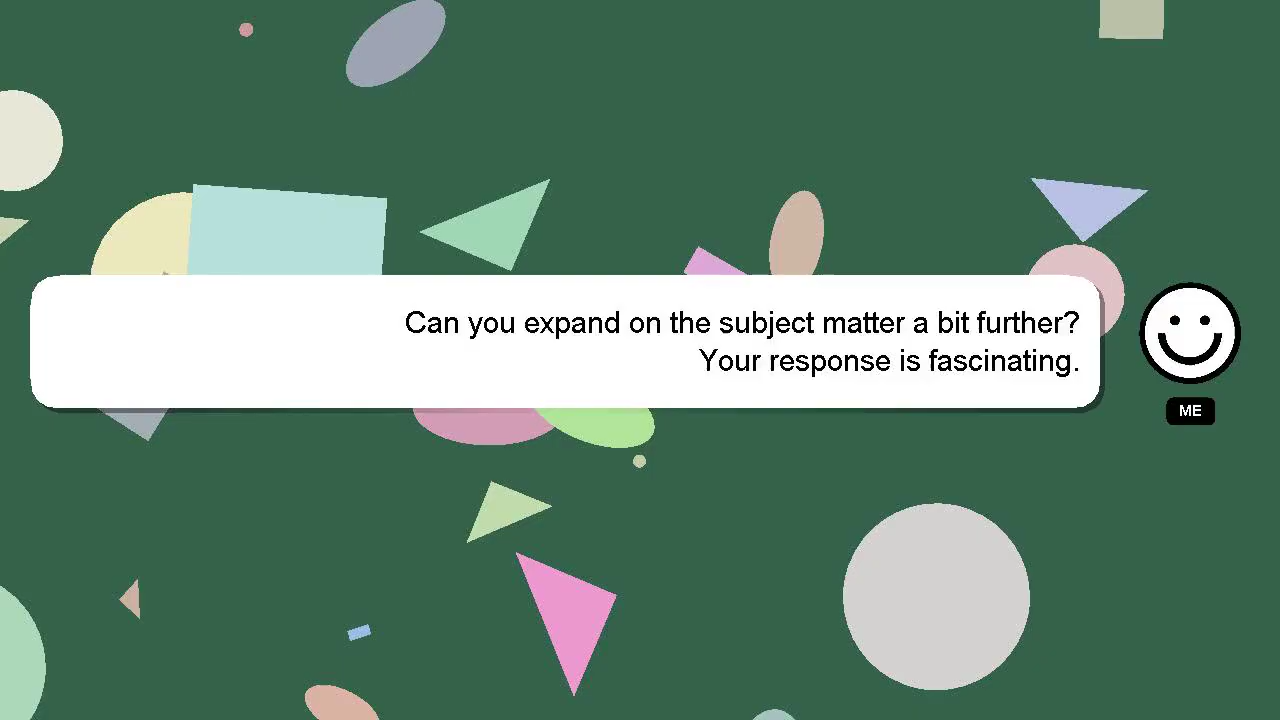 Can you expand on the subject matter a bit further?
Your response is fascinating.
ME